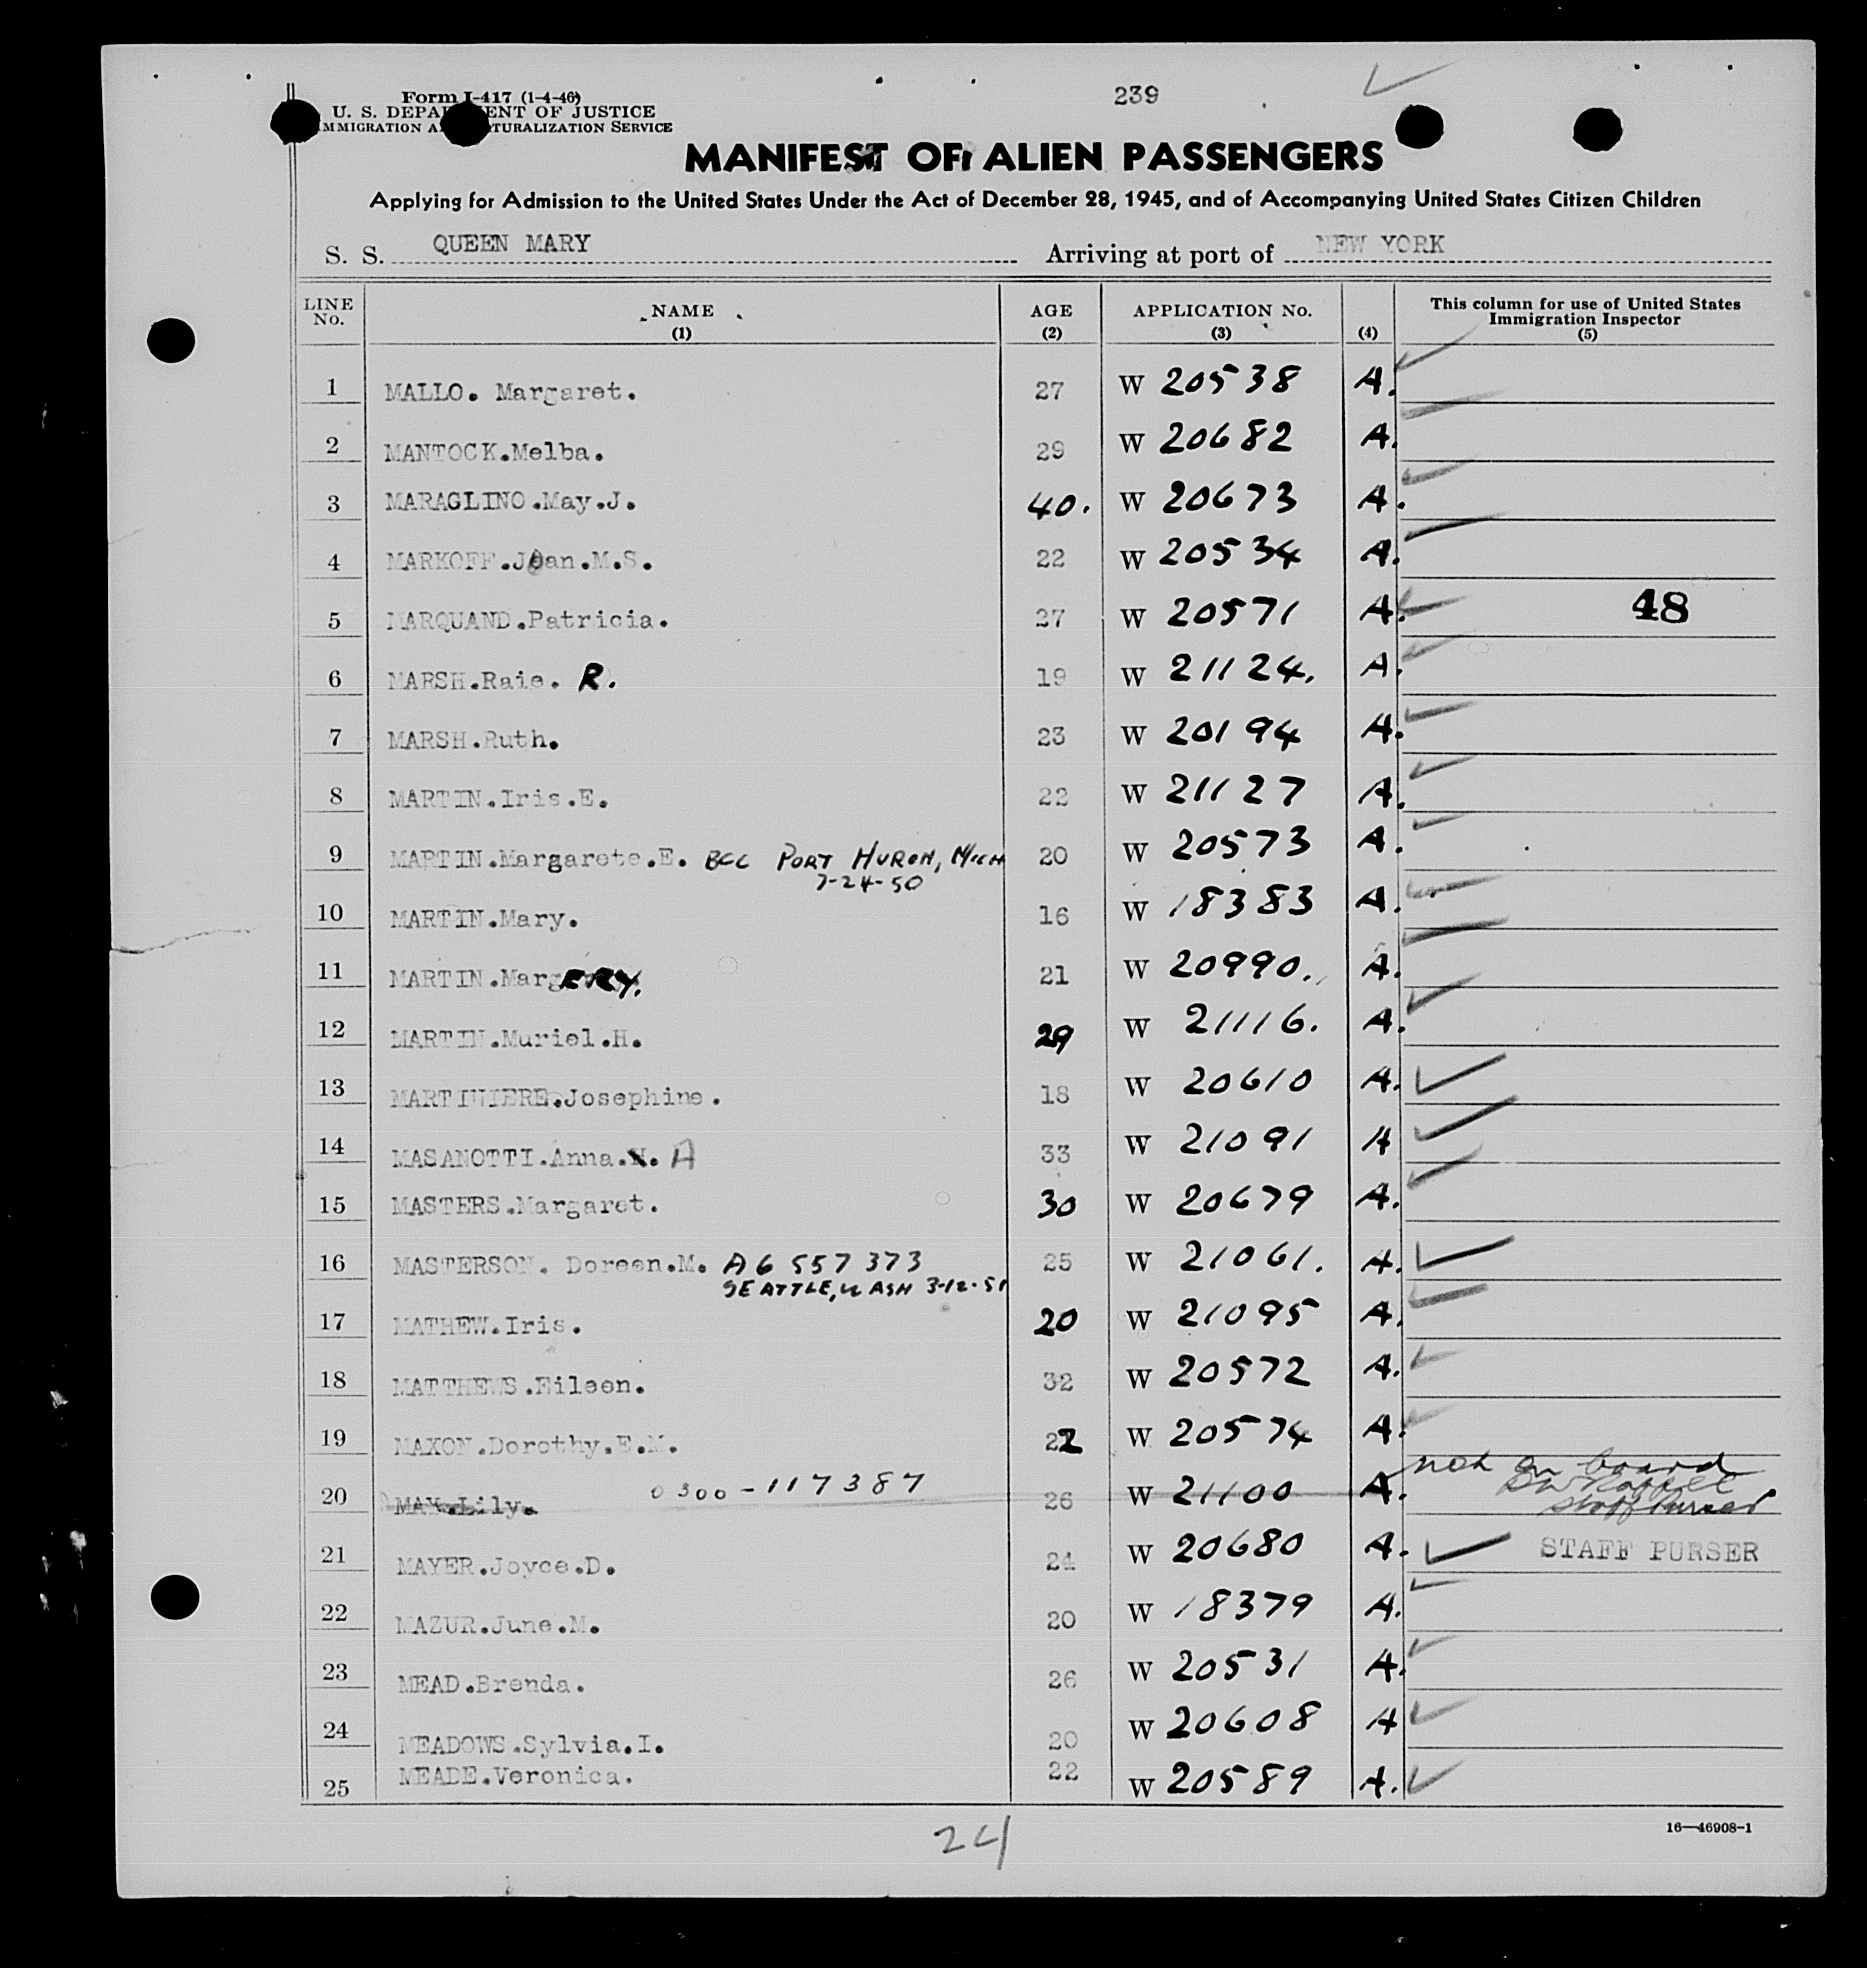 Form I-417 (1-4-46)
239
U. S. DEPARTMENT OF JUSTICE
IMMIGRATION AND NATURALIZATION SERVICE
MANIFEST OF ALIEN PASSENGERS
Applying for Admission to the United States Under the Act of December 28, 1945, and of Accompanying United States Citizen Children
S. S. QUEEN MARY Arriving at port of NEW YORK
LINE No. NAME (1) AGE (2) APPLICATION No. (3) (4) This column for use of United States Immigration Inspector (5)
1 MALLO. Margaret. 27 W 20538 A.
2 MANTOCK.Melba. 29 W 20682 A.
3 MARAGLINO.May.J. 40. W 20673 A.
4 MARKOFF.Joan.M.S. 22 W 20534 A.
5 MARQUAND.Patricia. 27 W 20571 A. 48
6 MARSH.Raie. R. 19 W 21124. A.
7 MARSH.Ruth. 23 W 20194 A.
8 MARTIN.Iris.E. 22 W 21127 A.
9 MARTIN.Margarete.E. BCC PORT HURON, MICH 20 W 20573 A.
7-24-50
10 MARTIN.Mary. 16 W 18383 A.
11 MARTIN.MargERY. 21 W 20990. A.
12 MARTIN.Muriel.H. 29 W 21116. A.
13 MARTINIERE.Josephine. 18 W 20610 A.
14 MASANOTTI.Anna. A 33 W 21091 A
15 MASTERS.Margaret. 30 W 20679 A.
16 MASTERSON. Doreen.M. A6 557 373 25 W 21061. A.
SEATTLE, WASH 3-12-51
17 MATHEW.Iris. 20 W 21095 A.
18 MATTHEWS.Eileen. 32 W 20572 A.
19 MAXON.Dorothy.E.M. 22 W 20574 A.
20 MAY.Lily. 0300-117387 26 W 21100 A. not on board
Staff Purser
21 MAYER.Joyce.D. 24 W 20680 A. STAFF PURSER
22 MAZUR.June.M. 20 W 18379 A.
23 MEAD.Brenda. 26 W 20531 A.
24 MEADOWS.Sylvia.I. 20 W 20608 A
25 MEADE.Veronica. 22 W 20589 A.
16—46908-1
24